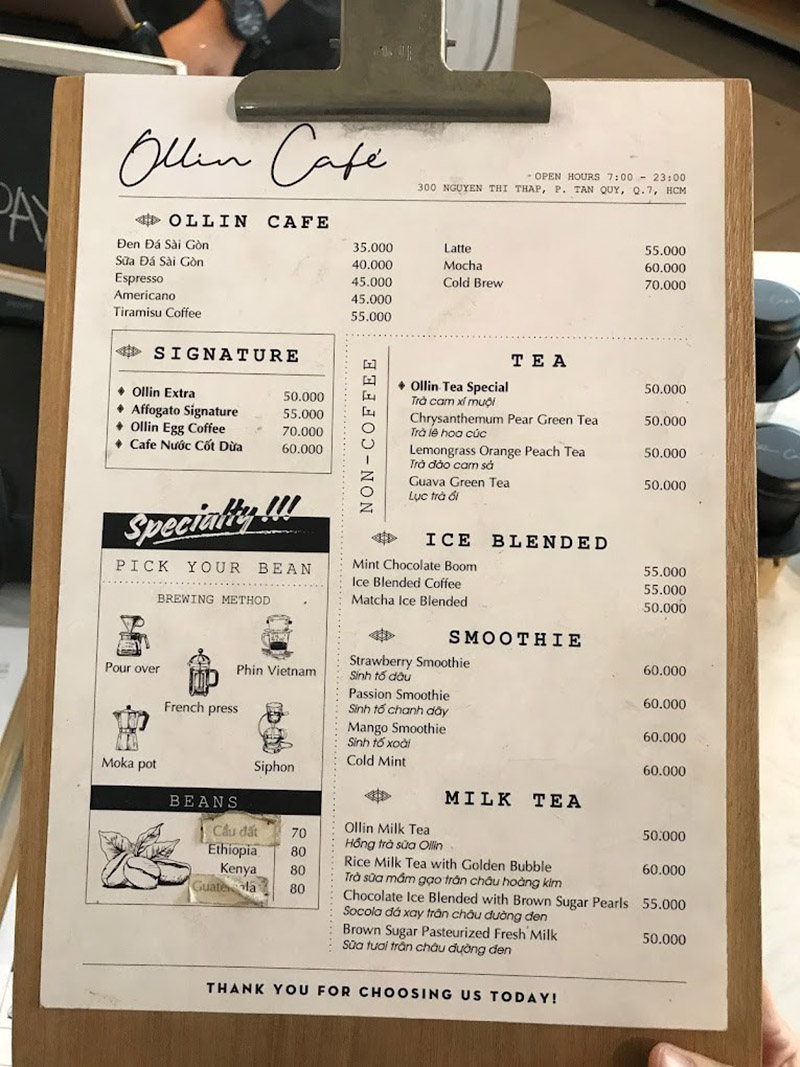 PAY
Ollin Café
OPEN HOURS 7:00 - 23:00
300 NGUYEN THI THAP, P. TAN QUY, Q.7, HCM
OLLIN CAFE
Đen Đá Sài Gòn 35.000
Sữa Đá Sài Gòn 40.000
Espresso 45.000
Americano 45.000
Tiramisu Coffee 55.000
Latte 55.000
Mocha 60.000
Cold Brew 70.000
SIGNATURE
Ollin Extra 50.000
Affogato Signature 55.000
Ollin Egg Coffee 70.000
Cafe Nước Cốt Dừa 60.000
Specialty!!!
PICK YOUR BEAN
BREWING METHOD
Pour over
Phin Vietnam
French press
Moka pot
Siphon
BEANS
Cầu đất 70
Ethiopia 80
Kenya 80
Guatemala 80
NON-COFFEE
TEA
Ollin Tea Special 50.000
Trà cam xí muội
Chrysanthemum Pear Green Tea 50.000
Trà lê hoa cúc
Lemongrass Orange Peach Tea 50.000
Trà đào cam sả
Guava Green Tea 50.000
Lục trà ổi
ICE BLENDED
Mint Chocolate Boom 55.000
Ice Blended Coffee 55.000
Matcha Ice Blended 50.000
SMOOTHIE
Strawberry Smoothie 60.000
Sinh tố dâu
Passion Smoothie 60.000
Sinh tố chanh dây
Mango Smoothie 60.000
Sinh tố xoài
Cold Mint 60.000
MILK TEA
Ollin Milk Tea 50.000
Hồng trà sữa Ollin
Rice Milk Tea with Golden Bubble 60.000
Trà sữa mầm gạo trân châu hoàng kim
Chocolate Ice Blended with Brown Sugar Pearls 55.000
Socola đá xay trân châu đường đen
Brown Sugar Pasteurized Fresh Milk 50.000
Sữa tươi trân châu đường đen
THANK YOU FOR CHOOSING US TODAY!